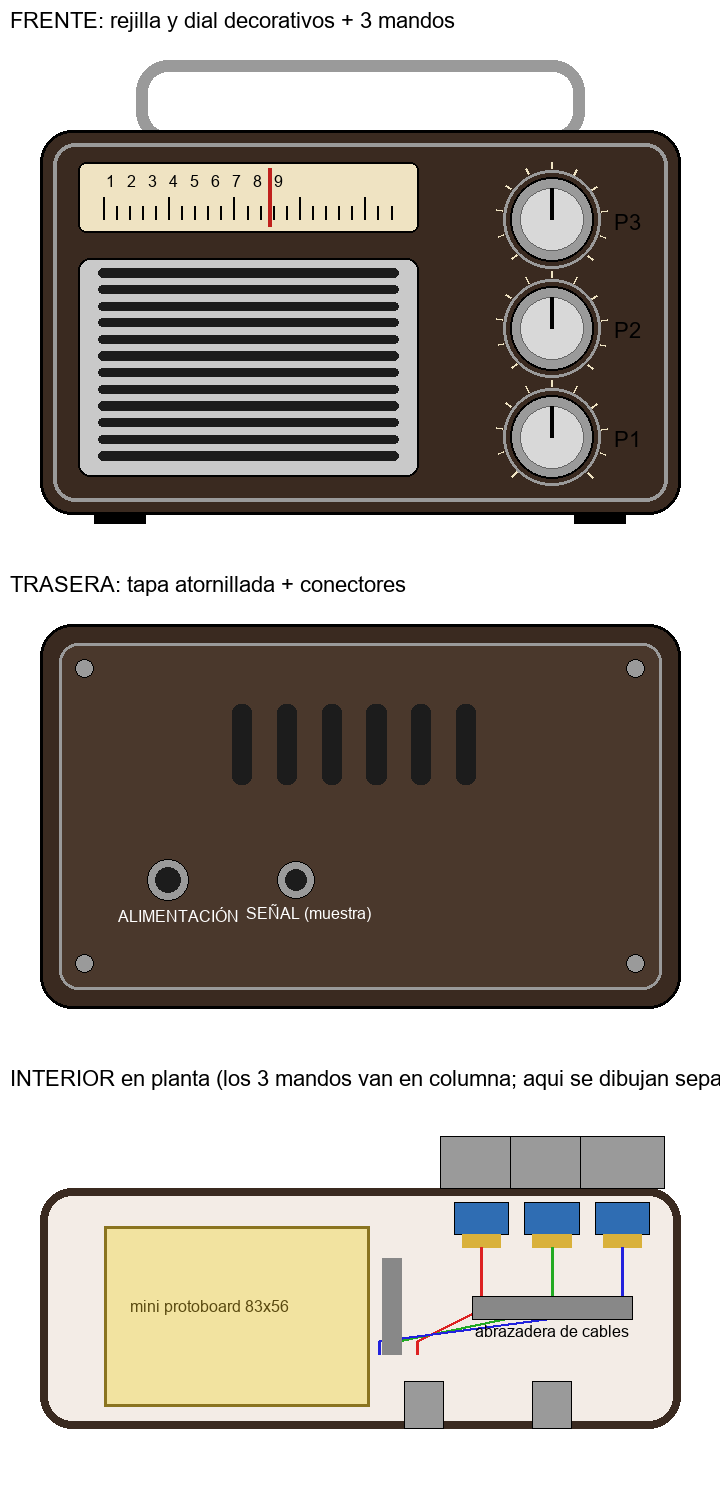 FRENTE: rejilla y dial decorativos + 3 mandos
1 2 3 4 5 6 7 8 9
P3
P2
P1
TRASERA: tapa atornillada + conectores
ALIMENTACIÓN SEÑAL (muestra)
INTERIOR en planta (los 3 mandos van en columna; aqui se dibujan sepa
mini protoboard 83x56
abrazadera de cables